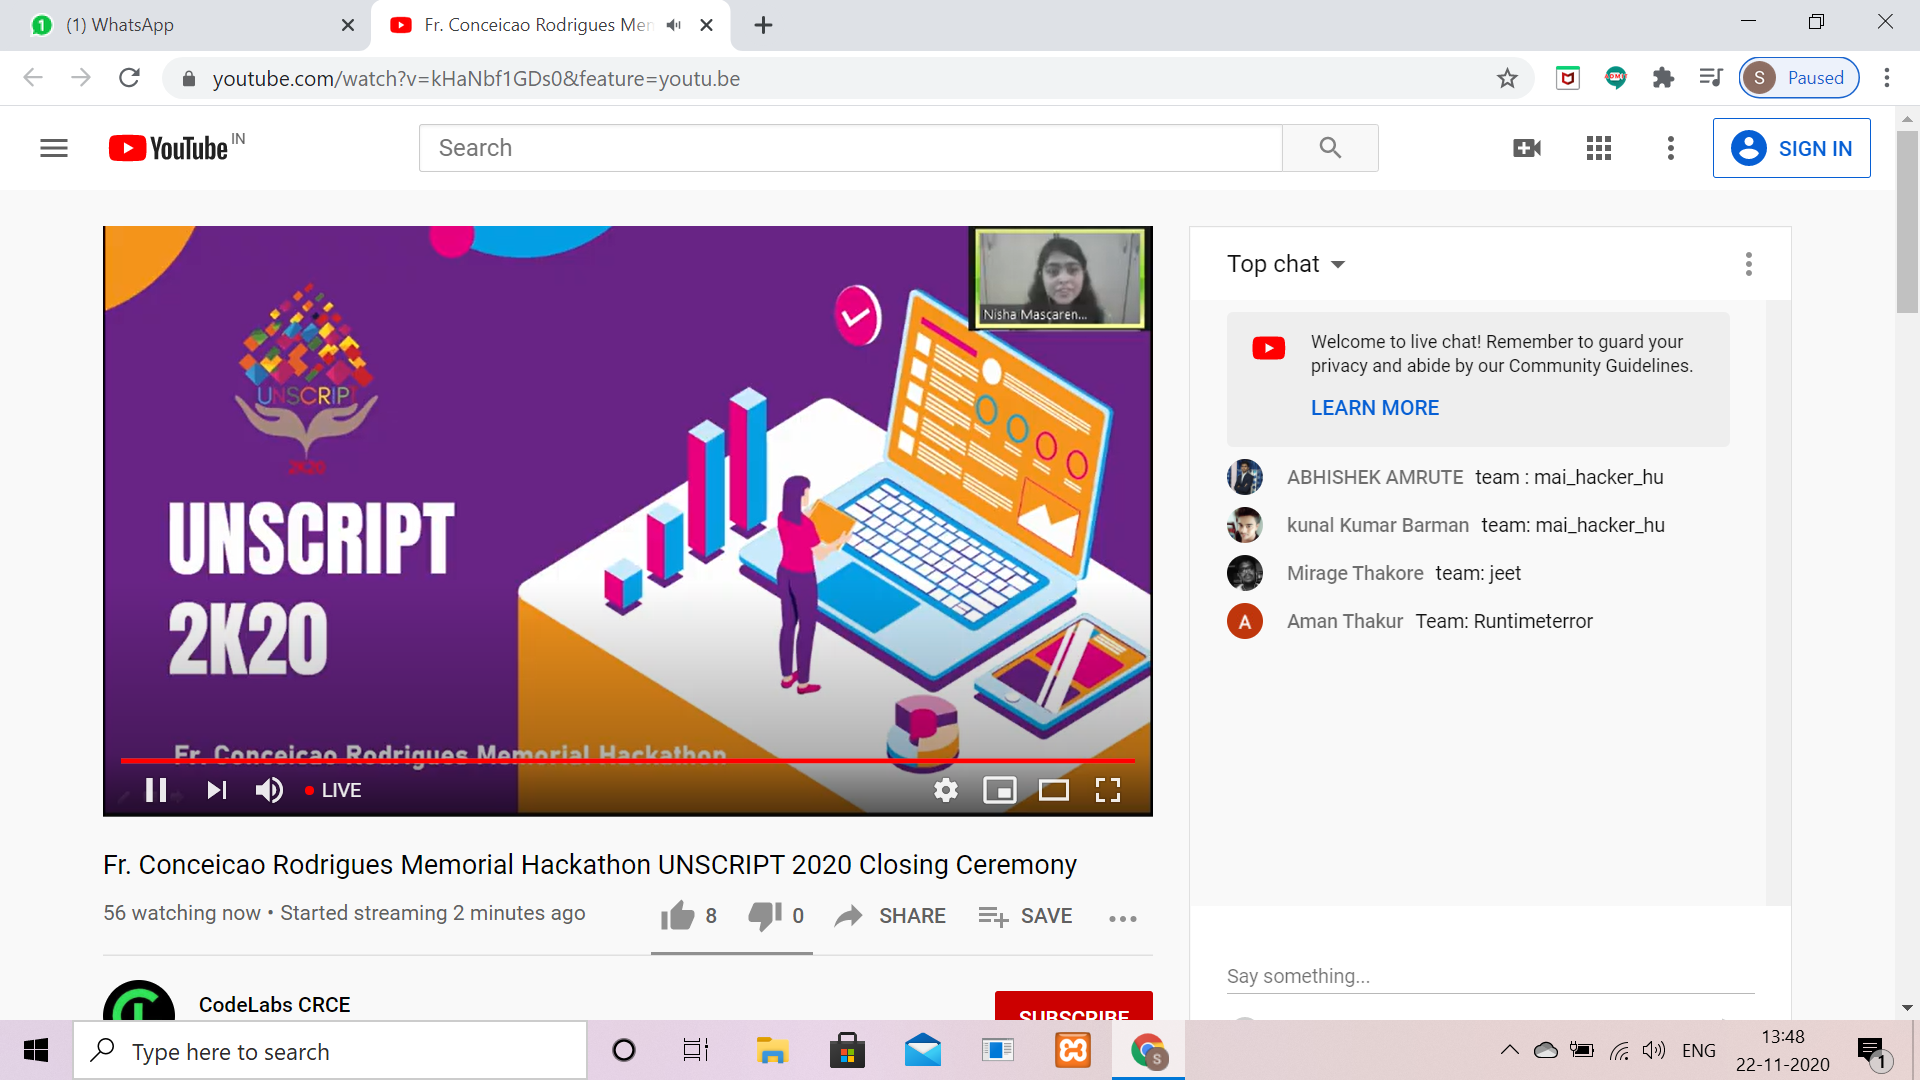 (1) WhatsApp
Fr. Conceicao Rodrigues Mem
youtube.com/watch?v=kHaNbf1GDs0&feature=youtu.be
S Paused
YouTube IN
Search
SIGN IN
Nisha Mascaren...
UNSCRIPT
2K20
UNSCRIPT
2K20
Fr. Conceicao Rodrigues Memorial Hackathon
LIVE
Top chat
Welcome to live chat! Remember to guard your
privacy and abide by our Community Guidelines.
LEARN MORE
ABHISHEK AMRUTE team : mai_hacker_hu
kunal Kumar Barman team: mai_hacker_hu
Mirage Thakore team: jeet
A Aman Thakur Team: Runtimeterror
Say something...
Fr. Conceicao Rodrigues Memorial Hackathon UNSCRIPT 2020 Closing Ceremony
56 watching now • Started streaming 2 minutes ago
8 0 SHARE SAVE
CodeLabs CRCE
SUBSCRIBE
Type here to search
S
ENG
13:48
22-11-2020
1